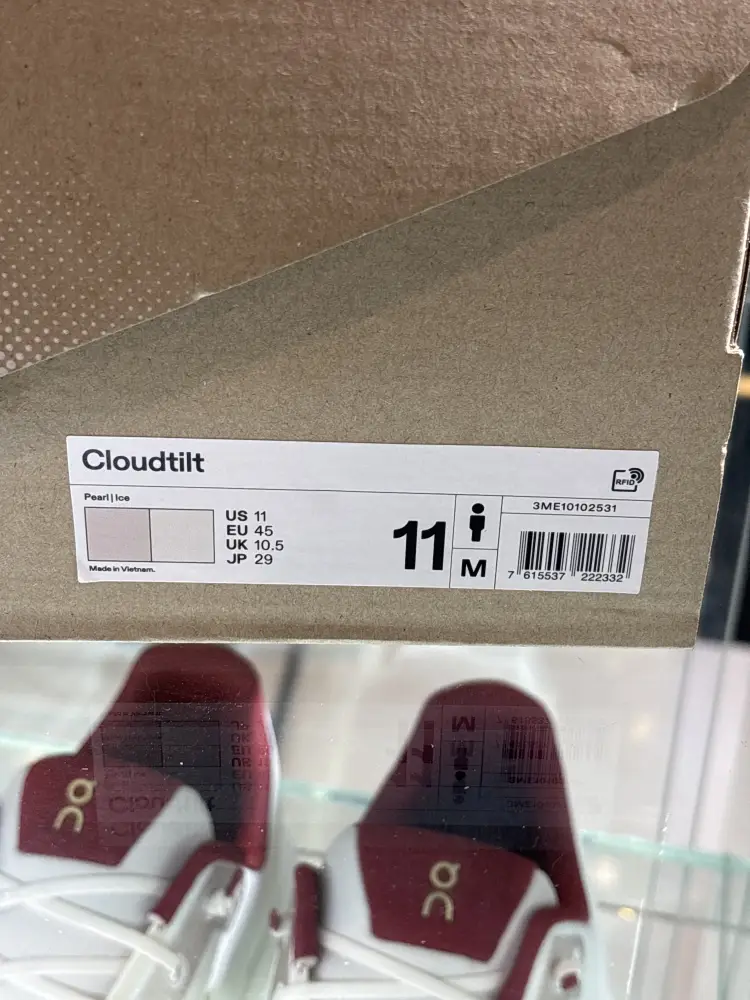 Cloudtilt
RFID
Pearl | Ice
US 11
EU 45
UK 10.5
JP 29
Made in Vietnam.
11
M
3ME10102531
7 615537 222332